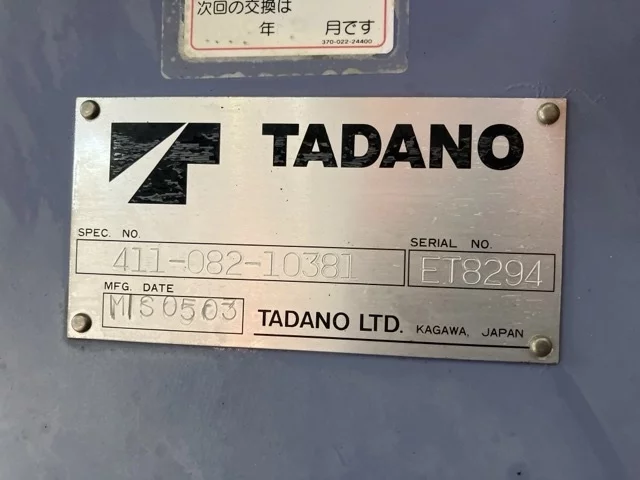 次回の交換は
年 月です
370-022-24400
TADANO
SPEC. NO.
411-082-10381
SERIAL NO.
ET8294
MFG. DATE
MIS0503
TADANO LTD. KAGAWA, JAPAN